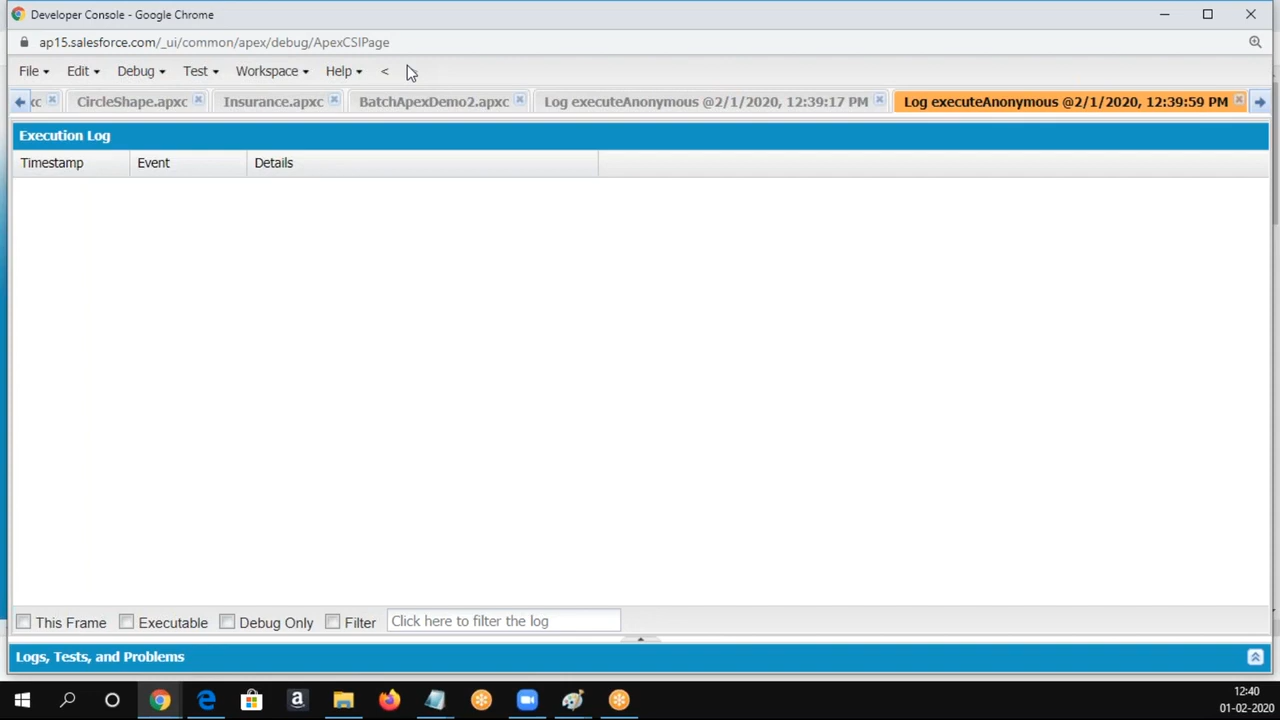 Developer Console - Google Chrome
ap15.salesforce.com/_ui/common/apex/debug/ApexCSIPage
File Edit Debug Test Workspace Help <
xc CircleShape.apxc Insurance.apxc BatchApexDemo2.apxc Log executeAnonymous @2/1/2020, 12:39:17 PM Log executeAnonymous @2/1/2020, 12:39:59 PM
Execution Log
Timestamp Event Details
This Frame Executable Debug Only Filter Click here to filter the log
Logs, Tests, and Problems
12:40
01-02-2020